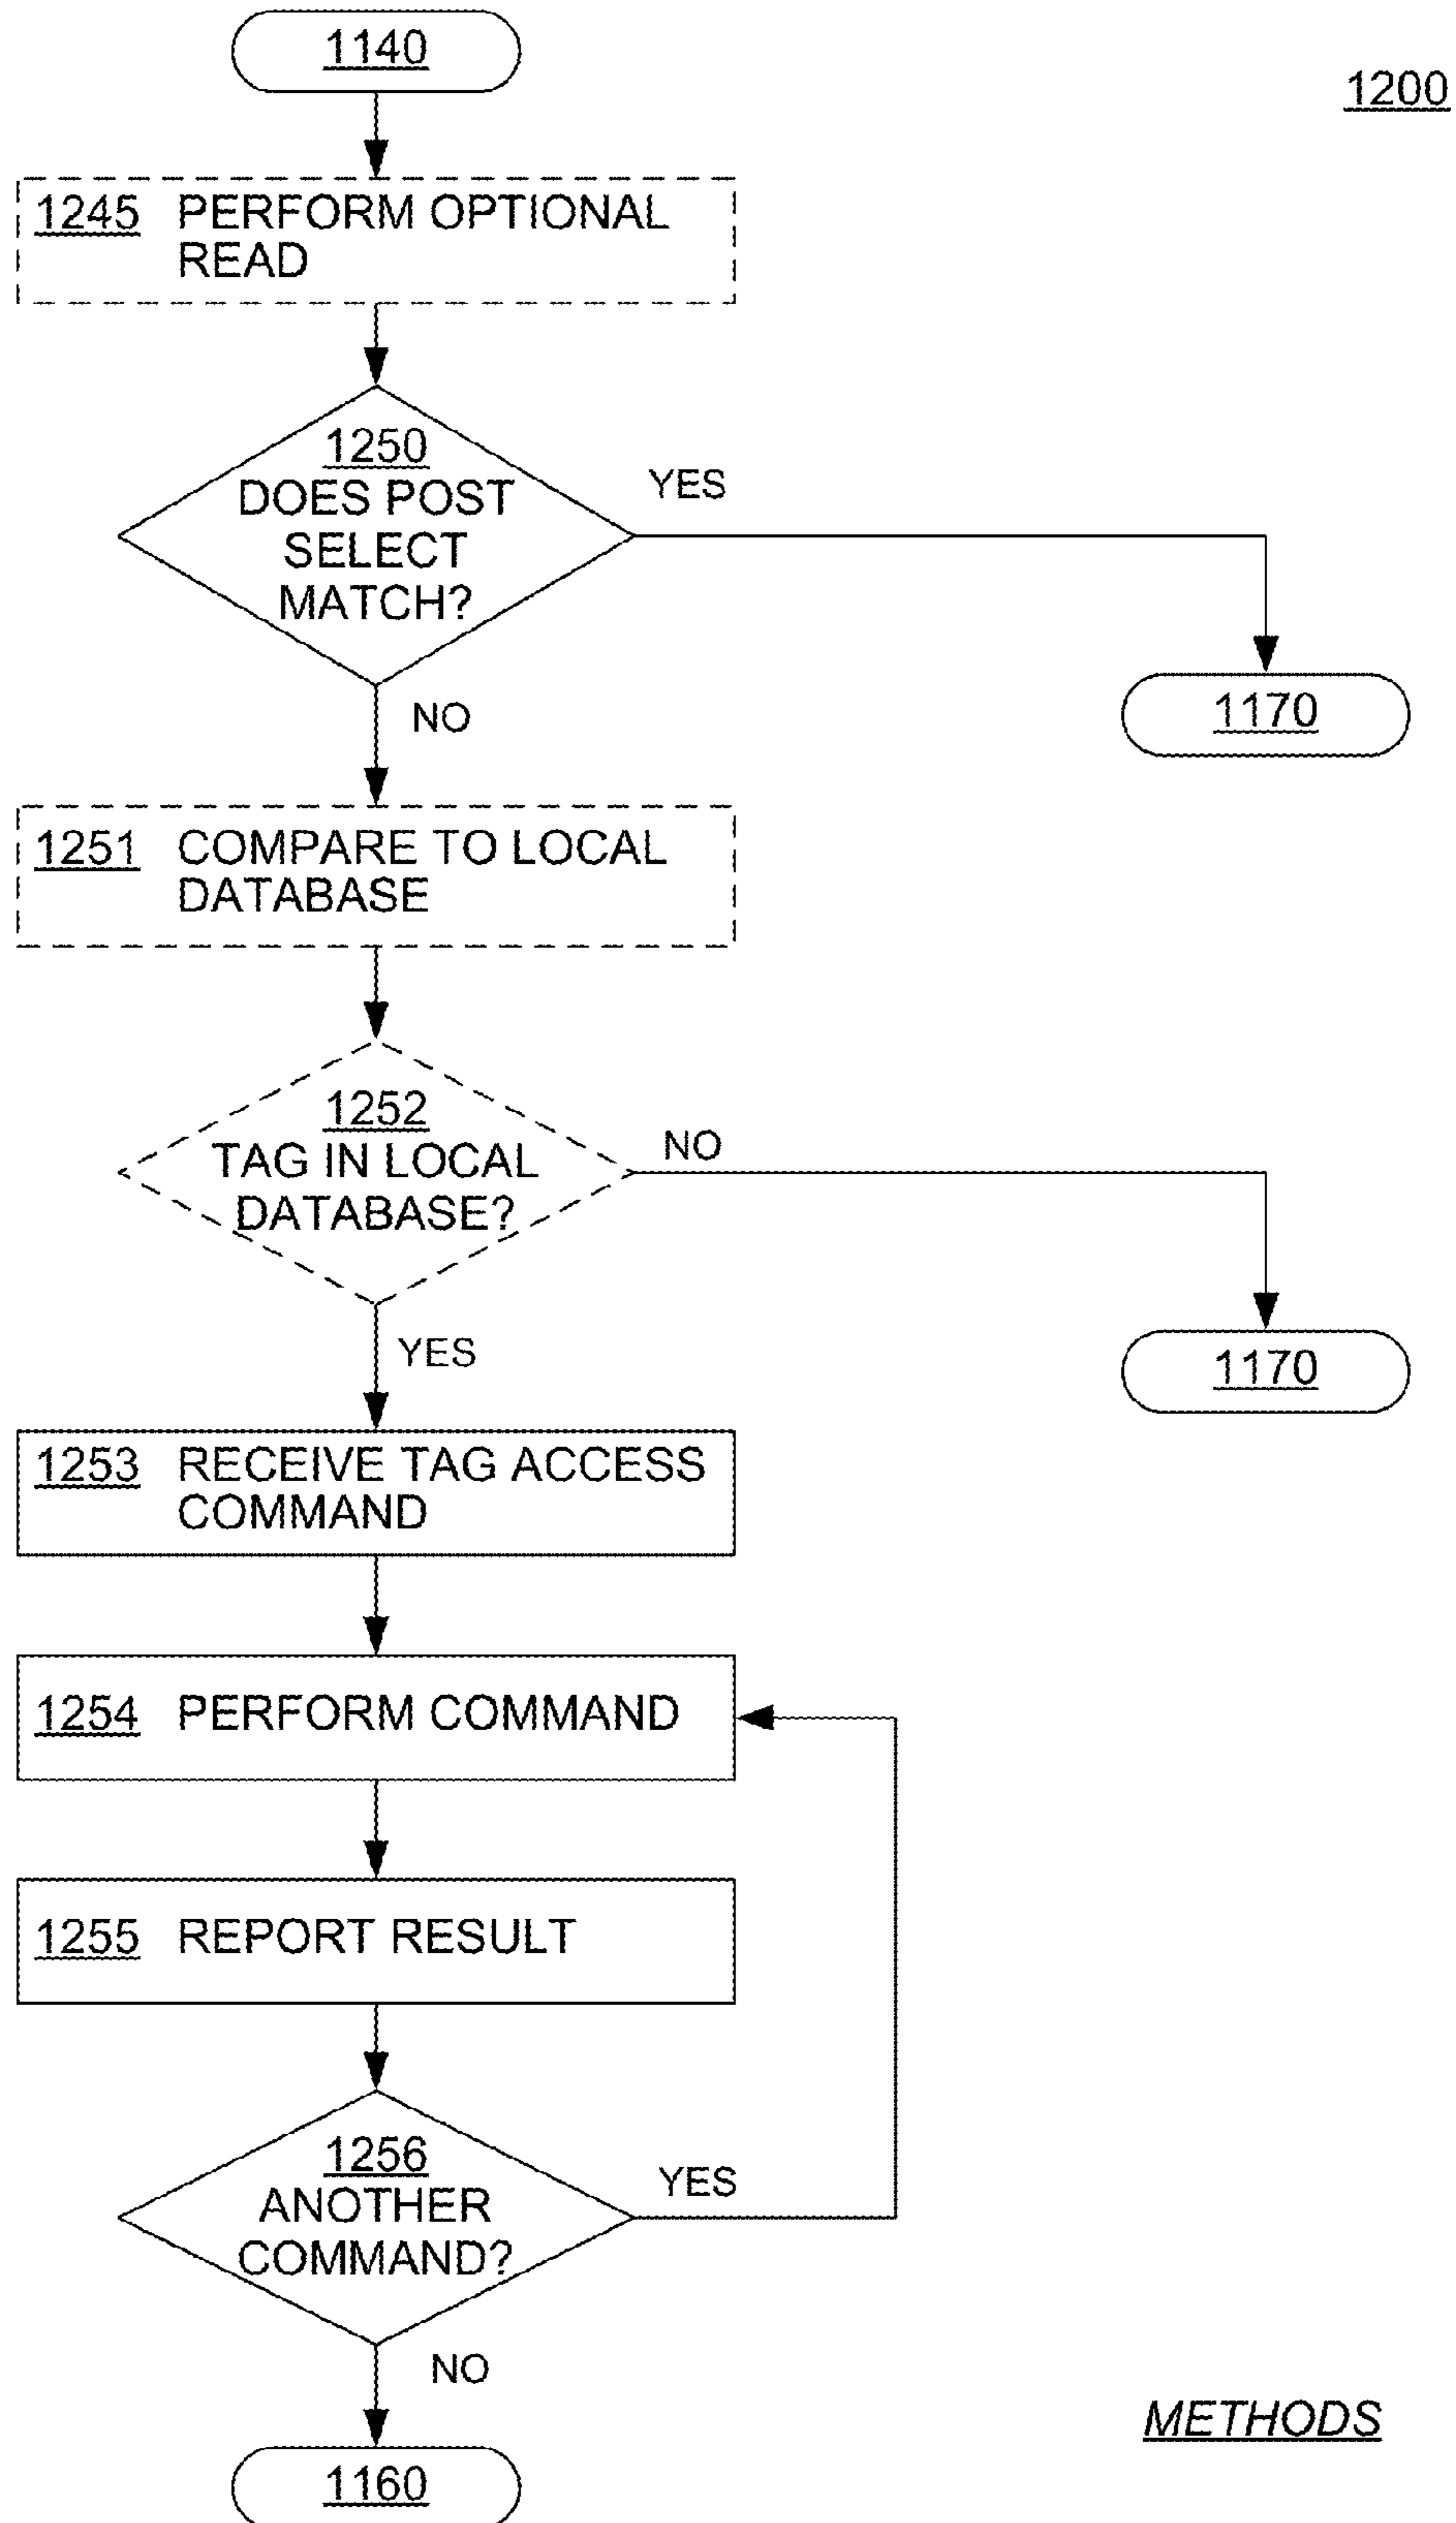 1140
1200
1245 PERFORM OPTIONAL
READ
1250
DOES POST
SELECT
MATCH?
YES
NO
1170
1251 COMPARE TO LOCAL
DATABASE
1252
TAG IN LOCAL
DATABASE?
NO
YES
1170
1253 RECEIVE TAG ACCESS
COMMAND
1254 PERFORM COMMAND
1255 REPORT RESULT
1256
ANOTHER
COMMAND?
YES
NO
METHODS
1160